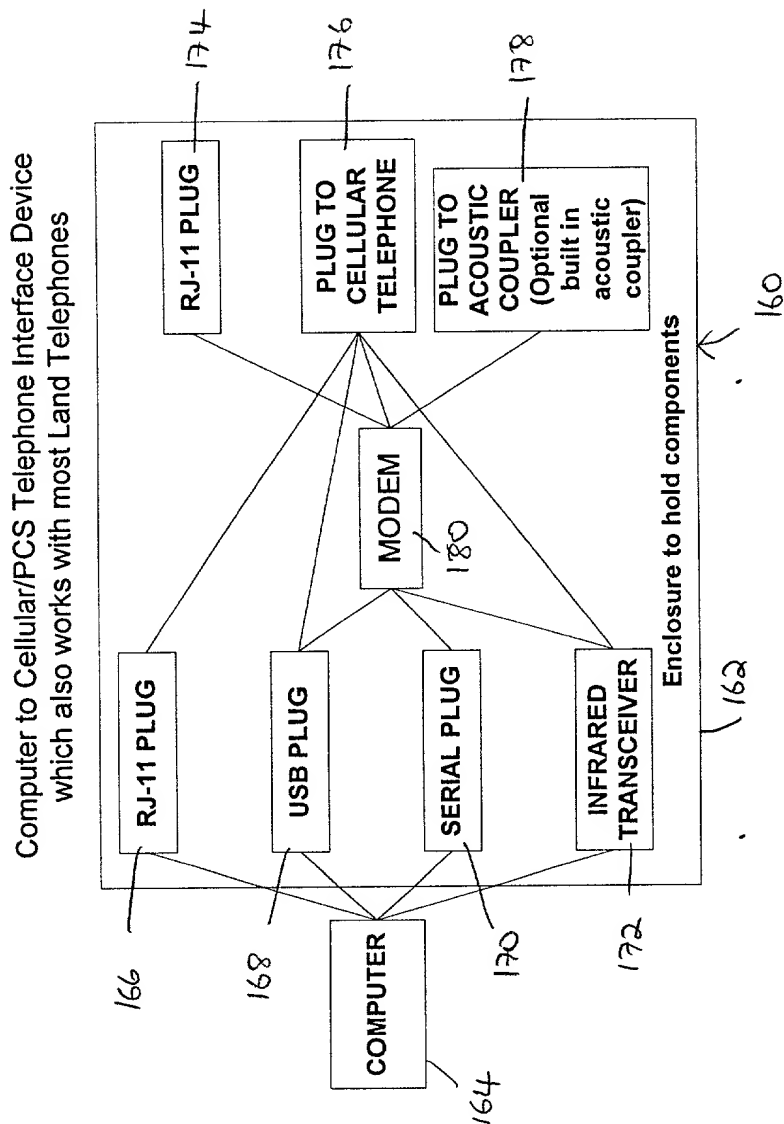 Computer to Cellular/PCS Telephone Interface Device
which also works with most Land Telephones
166
RJ-11 PLUG
168
USB PLUG
170
SERIAL PLUG
172
INFRARED
TRANSCEIVER
COMPUTER
164
MODEM
180
RJ-11 PLUG
174
PLUG TO
CELLULAR
TELEPHONE
176
PLUG TO
ACOUSTIC
COUPLER
(Optional
built in
acoustic
coupler)
178
Enclosure to hold components
162
160